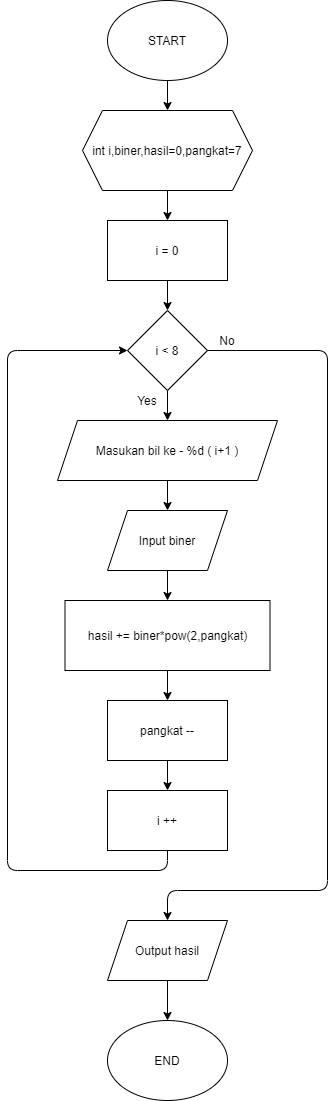 START
int i,biner,hasil=0,pangkat=7
i = 0
i < 8
No
Yes
Masukan bil ke - %d ( i+1 )
Input biner
hasil += biner*pow(2,pangkat)
pangkat --
i ++
Output hasil
END